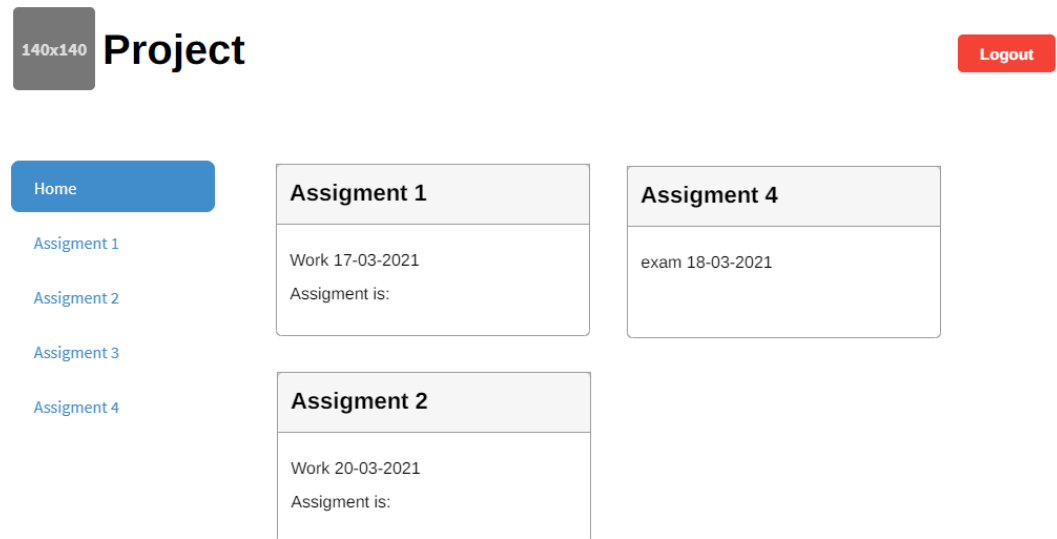 140x140
Project
Logout
Home
Assigment 1
Assigment 2
Assigment 3
Assigment 4
Assigment 1
Work 17-03-2021
Assigment is:
Assigment 4
exam 18-03-2021
Assigment 2
Work 20-03-2021
Assigment is: